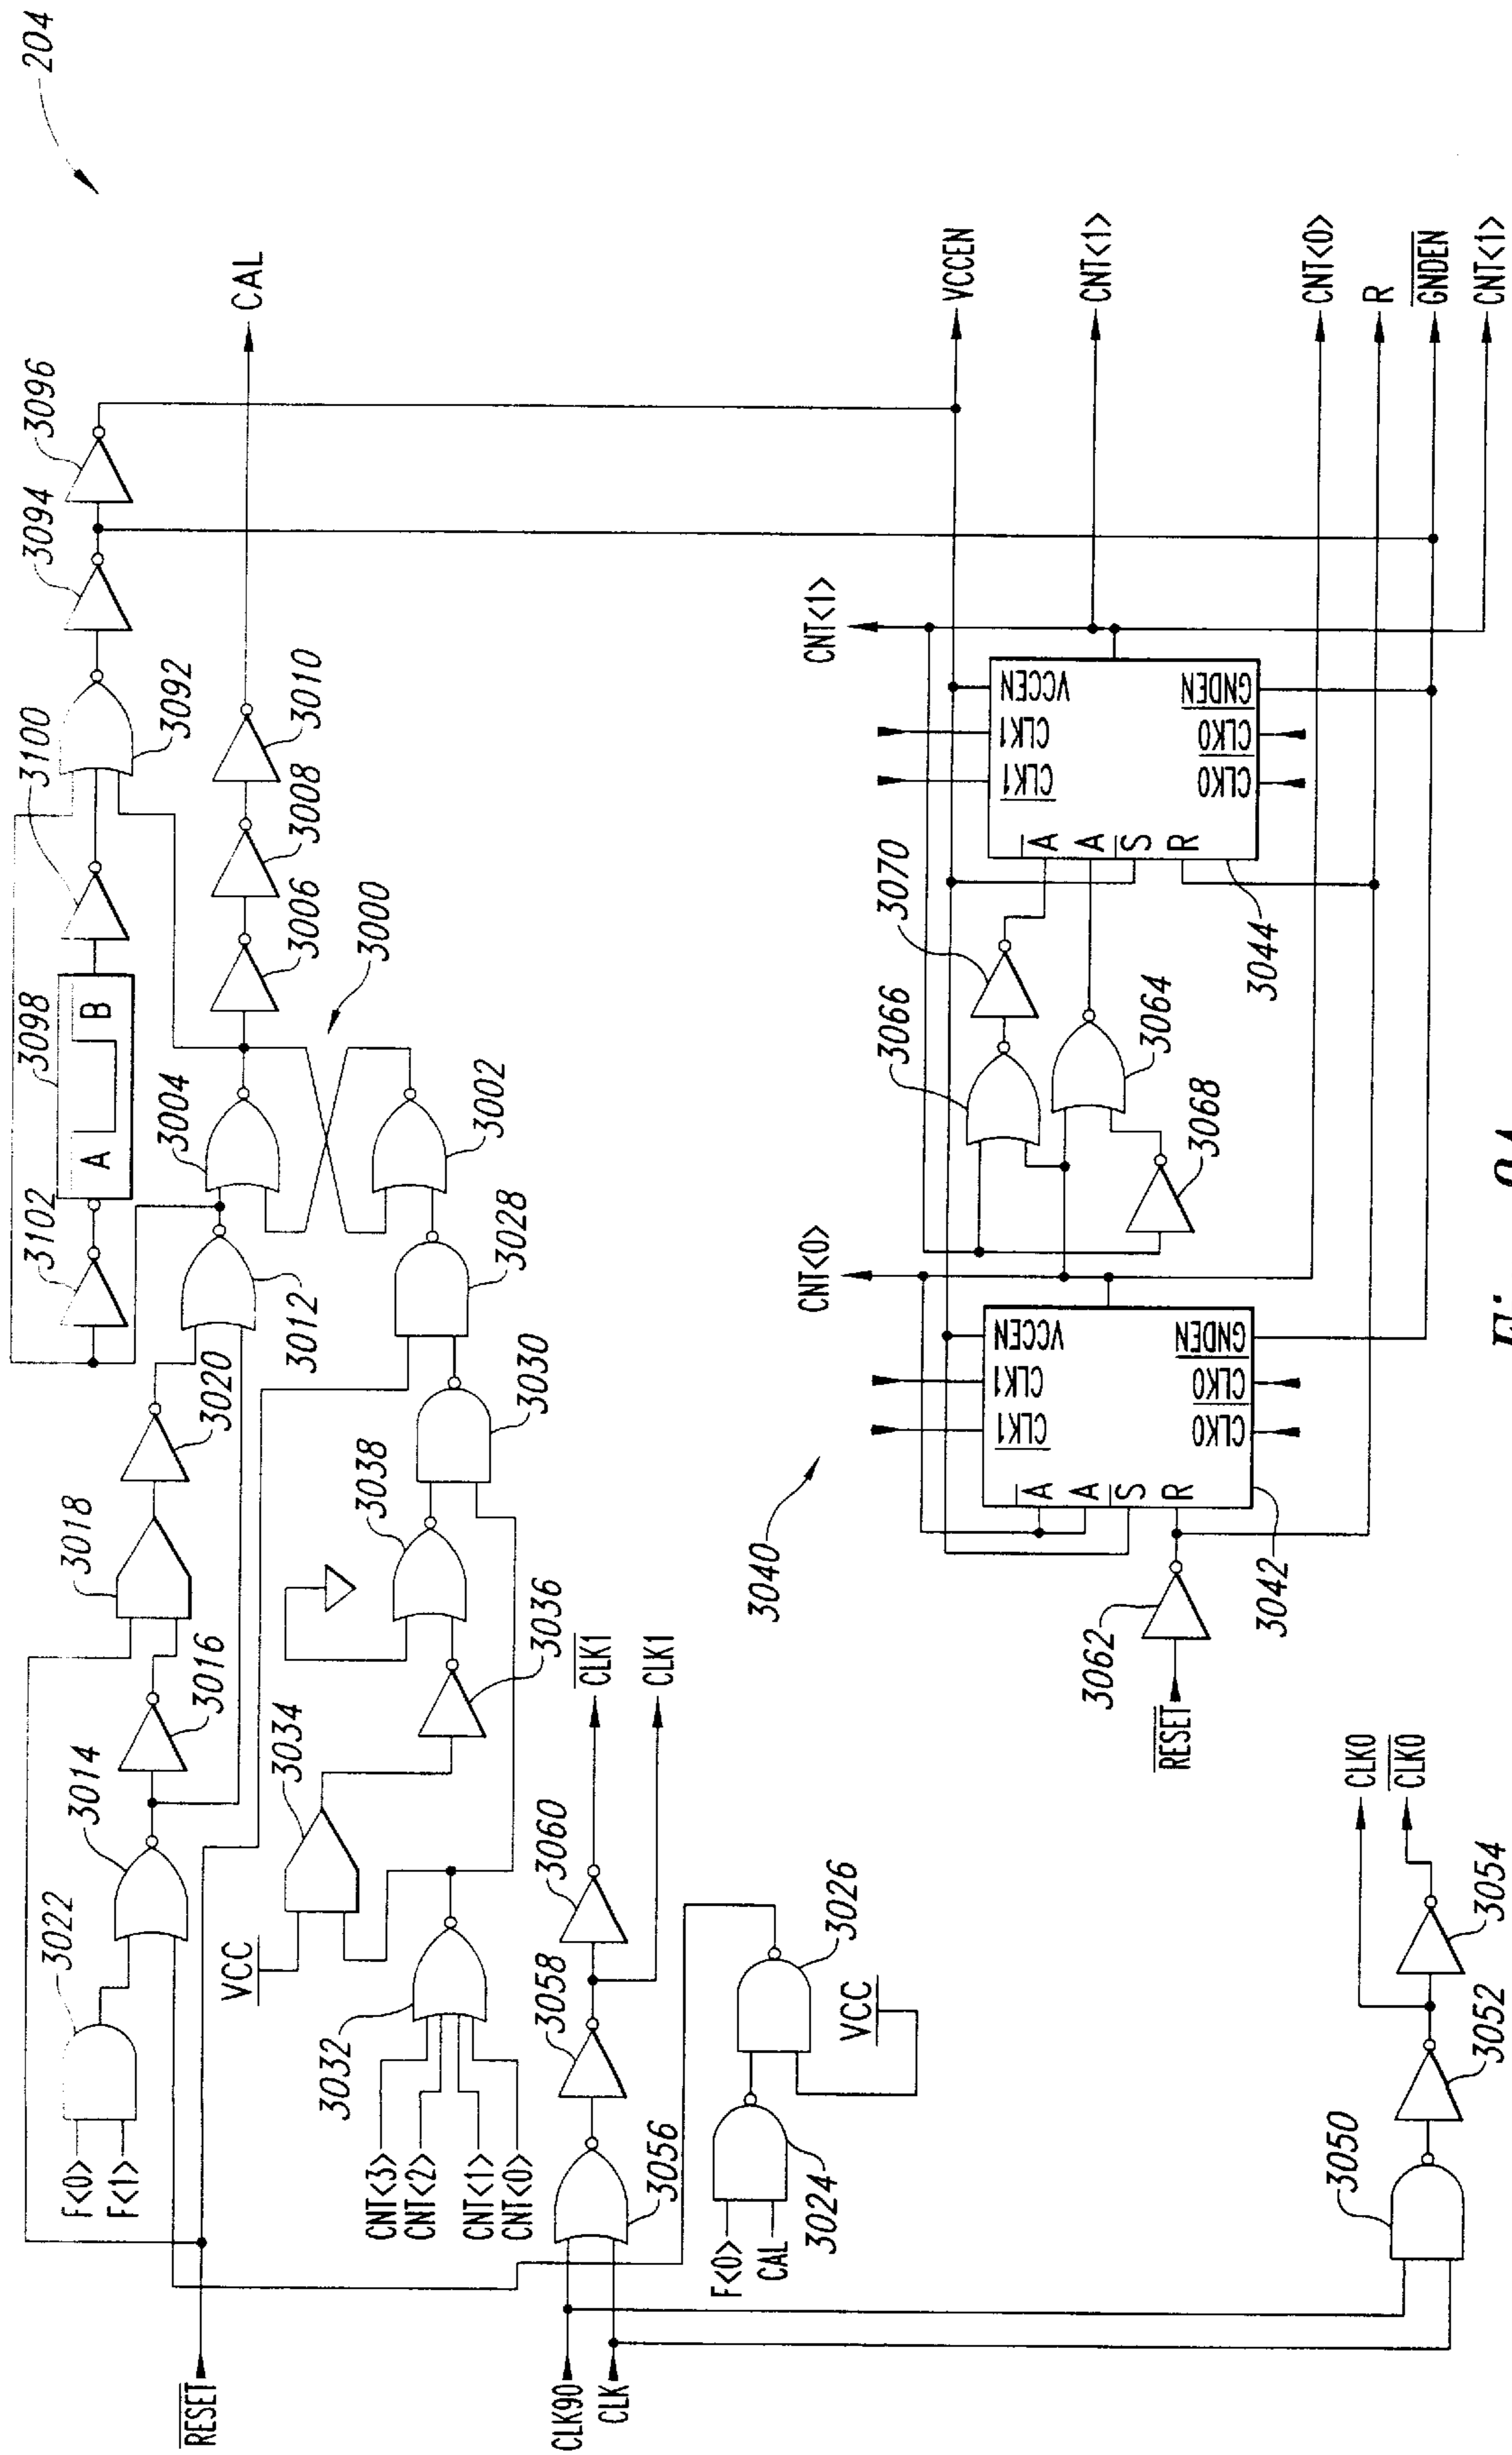 204
3096
3094
3092
3100
3098
A
B
3102
CAL
3010
3008
3006
3000
3004
3002
3012
3020
3018
3016
3014
3022
F<0>
F<1>
RESET
3028
3030
3038
3036
3034
VCC
3032
CNT<3>
CNT<2>
CNT<1>
CNT<0>
3060
3058
3056
CLK1
CLK1
CLK90
CLK
3026
VCC
3024
F<0>
CAL
3050
3052
3054
CLK0
CLK0
3040
RESET
3062
3042
A
A
S
R
CLK1
CLK1
VCCEN
CLK0
CLK0
GNDEN
CNT<0>
3066
3070
3064
3068
3044
A
A
S
R
CLK1
CLK1
VCCEN
CLK0
CLK0
GNDEN
CNT<1>
VCCEN
CNT<1>
CNT<0>
R
GNDEN
CNT<1>